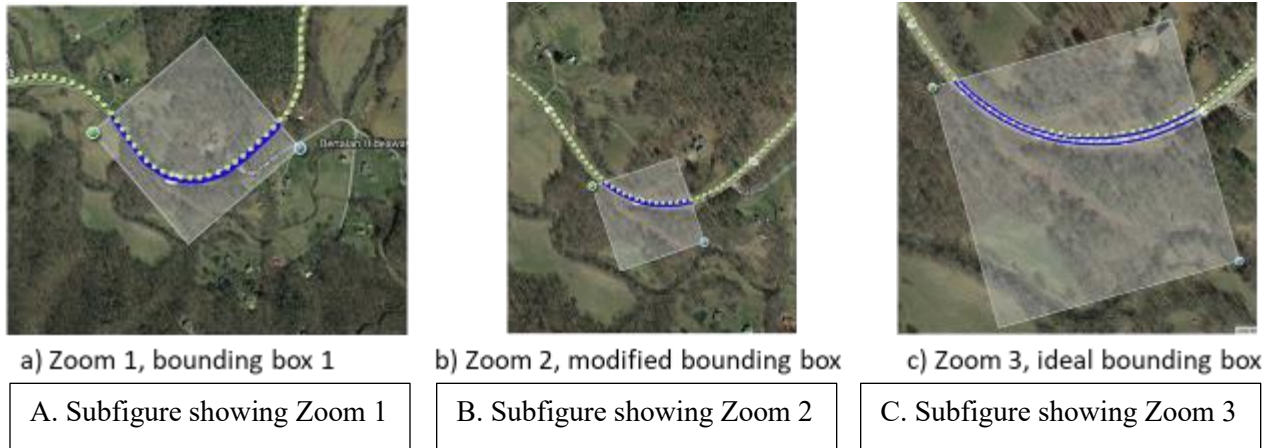 a) Zoom 1, bounding box 1
b) Zoom 2, modified bounding box
c) Zoom 3, ideal bounding box
A. Subfigure showing Zoom 1
B. Subfigure showing Zoom 2
C. Subfigure showing Zoom 3